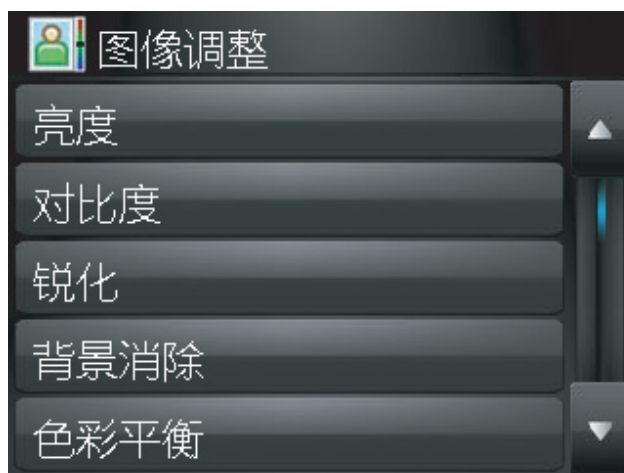 图像调整
亮度
对比度
锐化
背景消除
色彩平衡